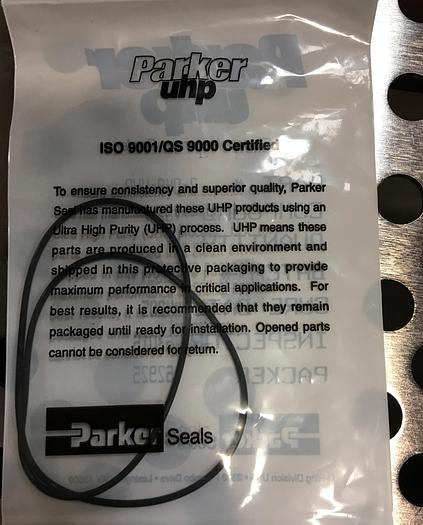 Parker
uhp
ISO 9001/QS 9000 Certified
To ensure consistency and superior quality, Parker
Seal has manufactured these UHP products using an
Ultra High Purity (UHP) process. UHP means these
parts are produced in a clean environment and
shipped in this protective packaging to provide
maximum performance in critical applications. For
best results, it is recommended that they remain
packaged until ready for installation. Opened parts
cannot be considered for return.
Parker Seals